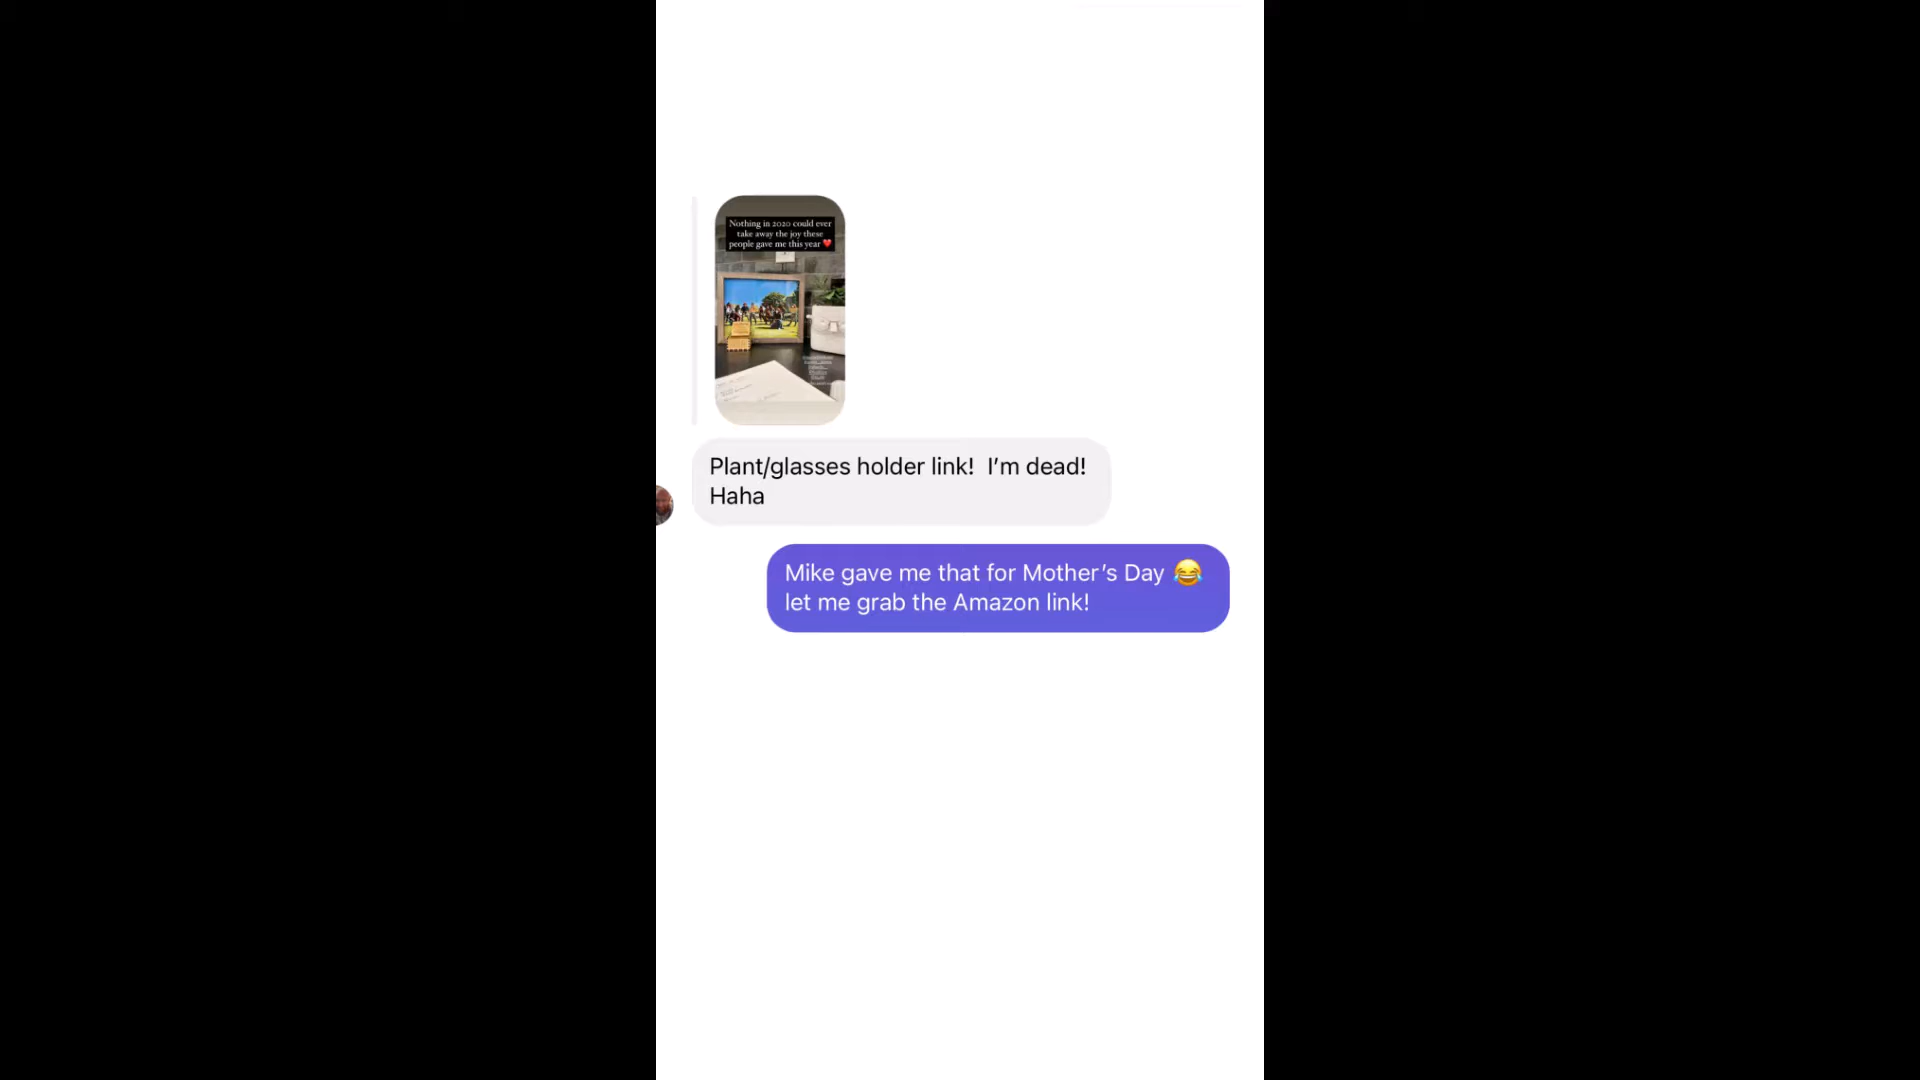 Nothing in 2020 could ever
take away the joy these
people gave me this year ❤️
Plant/glasses holder link!  I’m dead!
Haha
Mike gave me that for Mother’s Day 😂
let me grab the Amazon link!